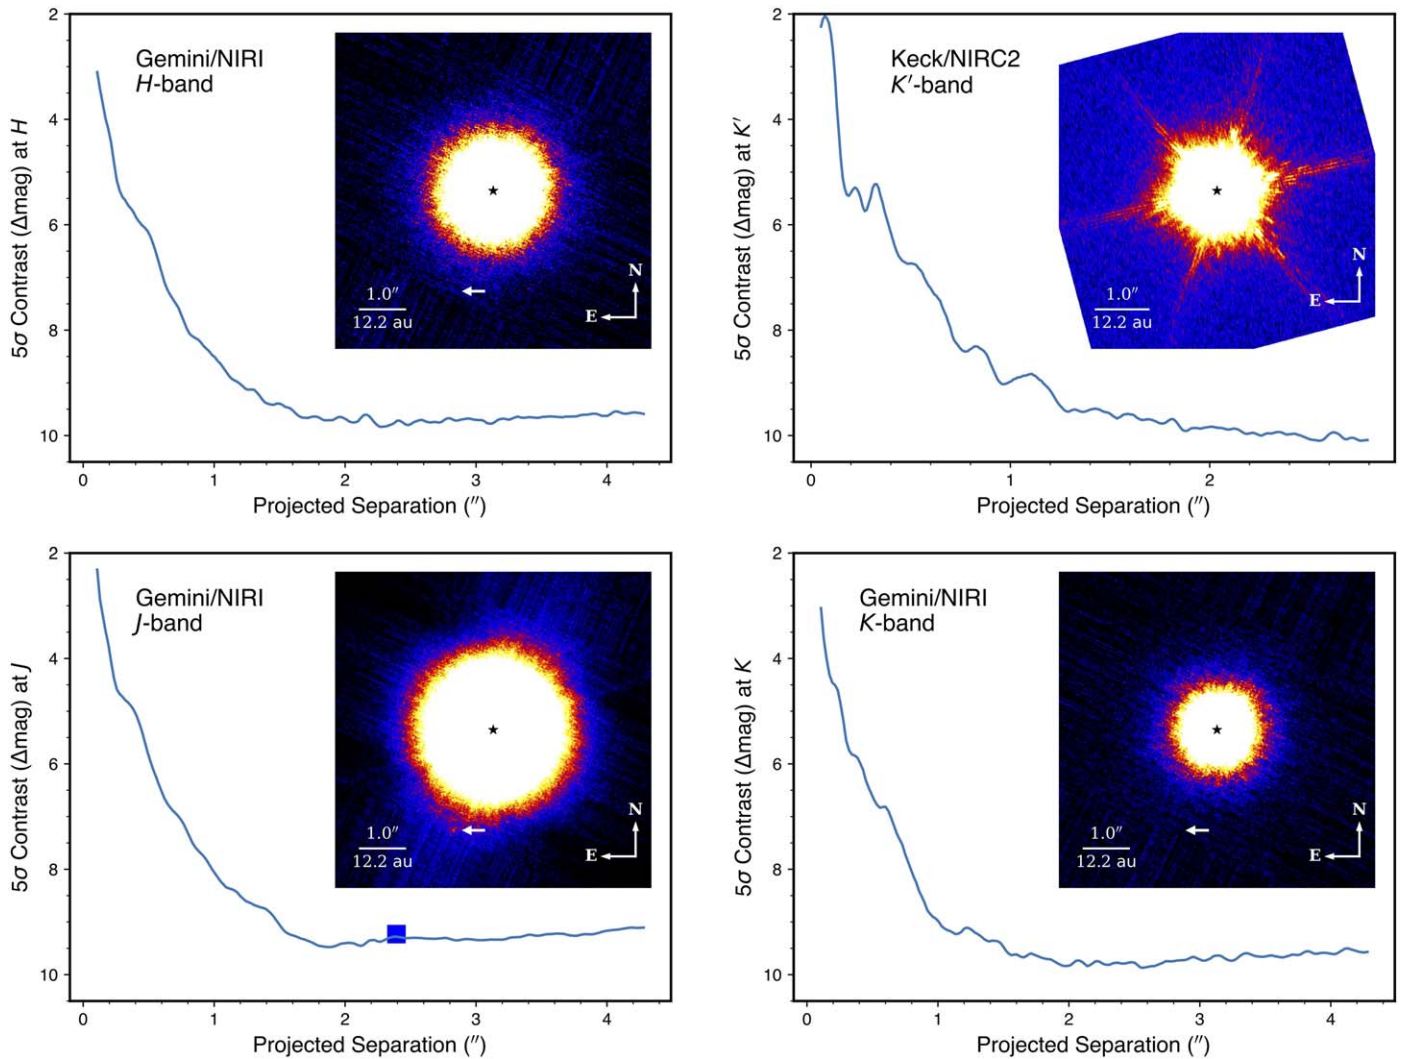 Gemini/NIRI
H-band
5σ Contrast (Δmag) at H
2
4
6
8
10
0 1 2 3 4
Projected Separation (″)
1.0″
12.2 au
N
E
Keck/NIRC2
K′-band
5σ Contrast (Δmag) at K′
2
4
6
8
10
0 1 2
Projected Separation (″)
1.0″
12.2 au
N
E
Gemini/NIRI
J-band
5σ Contrast (Δmag) at J
2
4
6
8
10
0 1 2 3 4
Projected Separation (″)
1.0″
12.2 au
N
E
Gemini/NIRI
K-band
5σ Contrast (Δmag) at K
2
4
6
8
10
0 1 2 3 4
Projected Separation (″)
1.0″
12.2 au
N
E